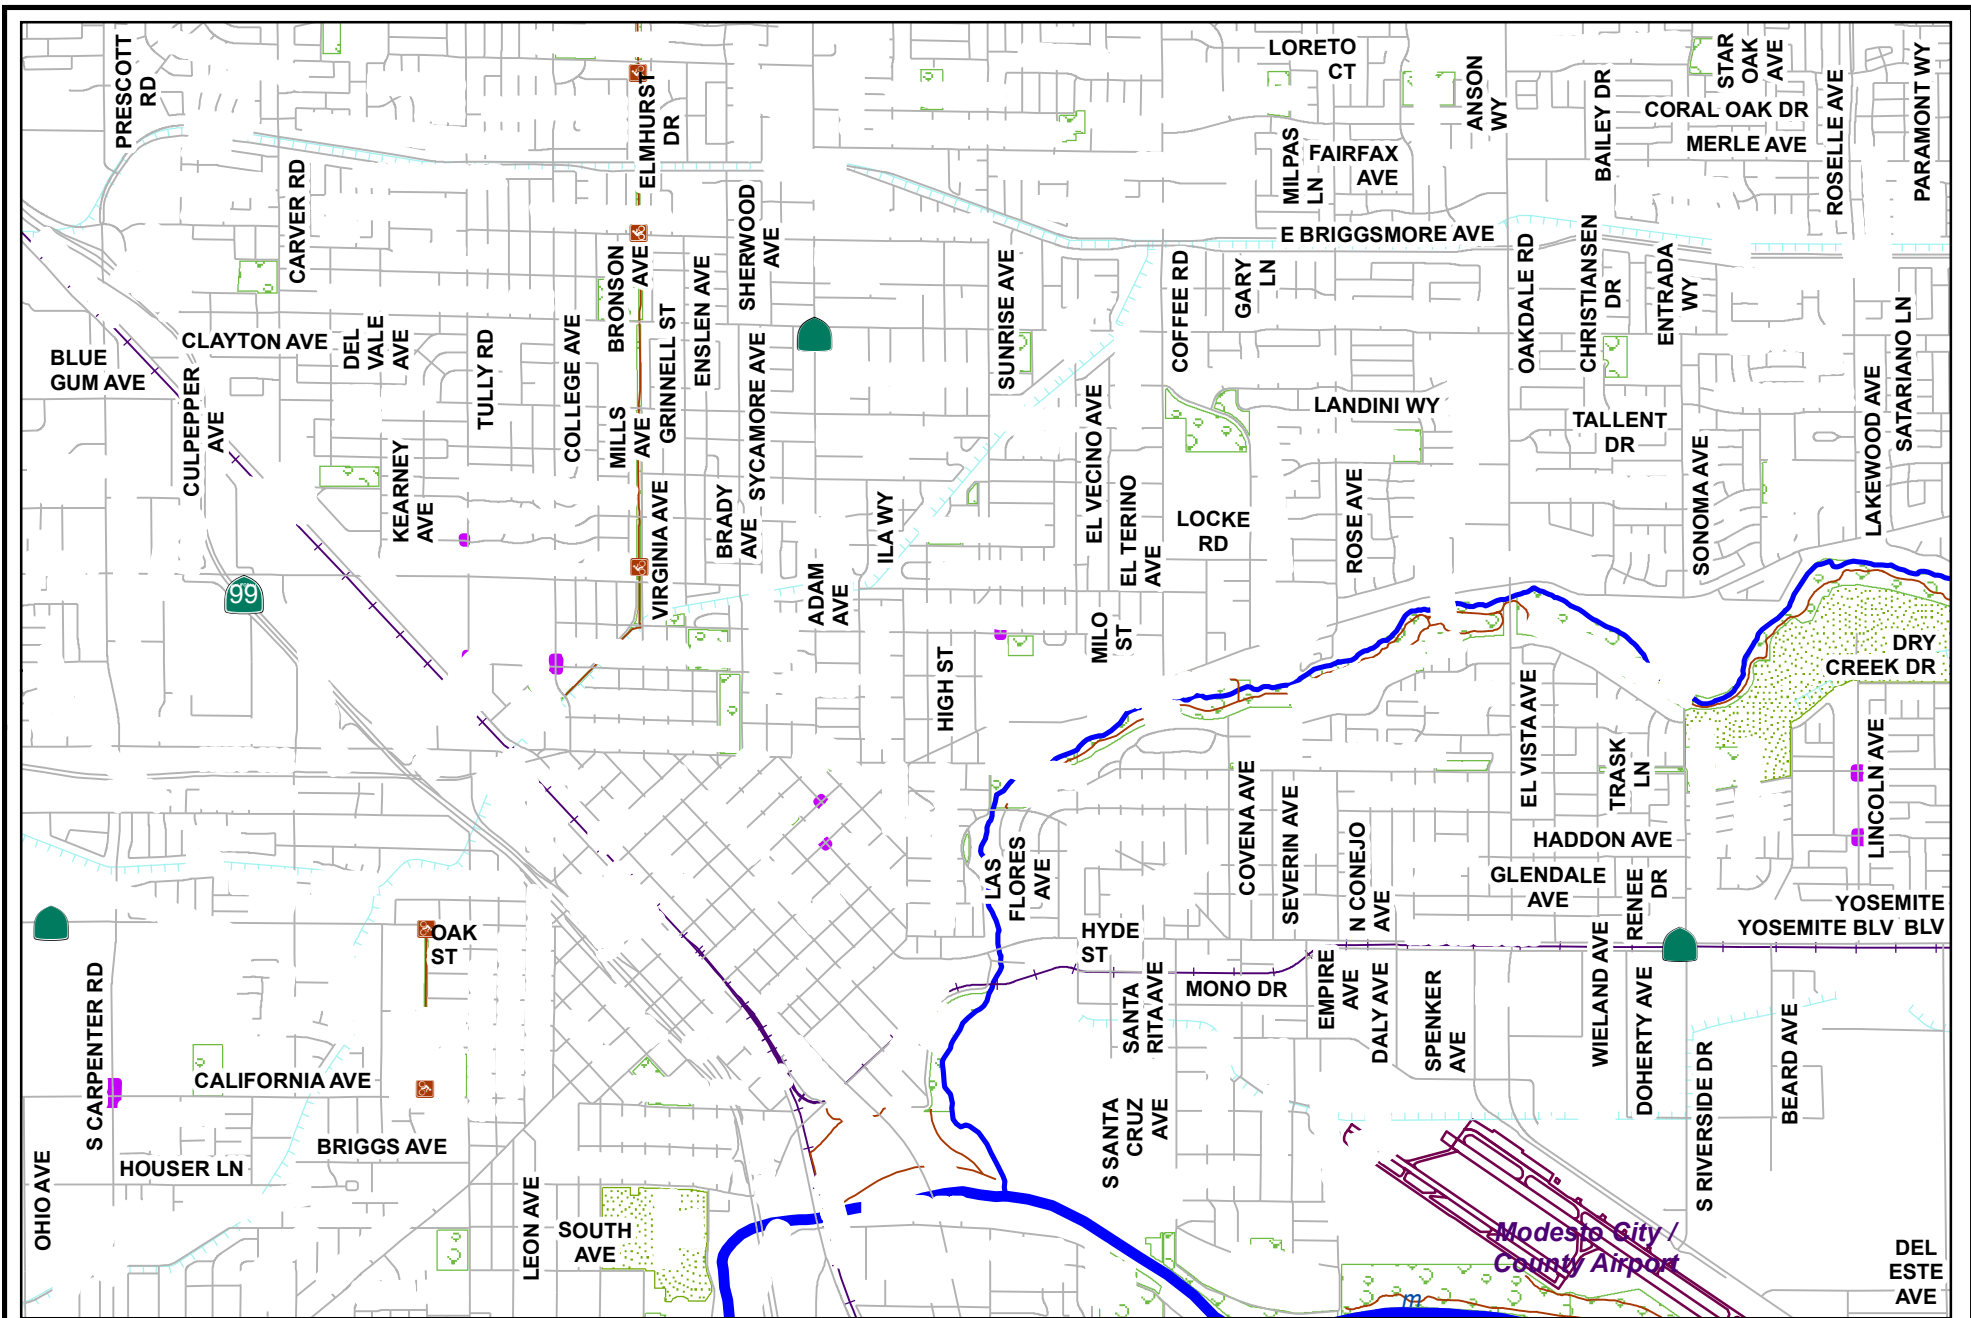 PRESCOTT
RD
ELMHURST
DR
LORETO
CT
ANSON
WY
BAILEY DR
STAR
OAK
AVE
CORAL OAK DR
MERLE AVE
ROSELLE AVE
PARAMONT WY
MILPAS
LN
FAIRFAX
AVE
CARVER RD
SHERWOOD
AVE
E BRIGGSMORE AVE
BRONSON
AVE
ENSLEN AVE
SUNRISE AVE
COFFEE RD
GARY
LN
OAKDALE RD
CHRISTIANSEN
DR
ENTRADA
WY
SATARIANO LN
BLUE
GUM AVE
CLAYTON AVE
DEL
VALE
AVE
TULLY RD
COLLEGE AVE
GRINNELL ST
SYCAMORE AVE
CULPEPPER
AVE
MILLS
AVE
EL VECINO AVE
LANDINI WY
TALLENT
DR
LAKEWOOD AVE
KEARNEY
AVE
VIRGINIA AVE
BRADY
AVE
ILA WY
EL TERINO
AVE
LOCKE
RD
ROSE AVE
SONOMA AVE
99
ADAM
AVE
MILO
ST
HIGH ST
DRY
CREEK DR
EL VISTA AVE
TRASK
LN
LINCOLN AVE
COVENA AVE
SEVERIN AVE
N CONEJO
AVE
HADDON AVE
LAS
FLORES
AVE
GLENDALE
AVE
RENEE
DR
YOSEMITE
YOSEMITE BLV BLV
OAK
ST
HYDE
ST
S CARPENTER RD
SANTA
RITA AVE
MONO DR
EMPIRE
AVE
DALY AVE
SPENKER
AVE
WIELAND AVE
DOHERTY AVE
BEARD AVE
CALIFORNIA AVE
S RIVERSIDE DR
BRIGGS AVE
HOUSER LN
S SANTA
CRUZ
AVE
OHIO AVE
LEON AVE
SOUTH
AVE
Modesto City /
County Airport
DEL
ESTE
AVE
m